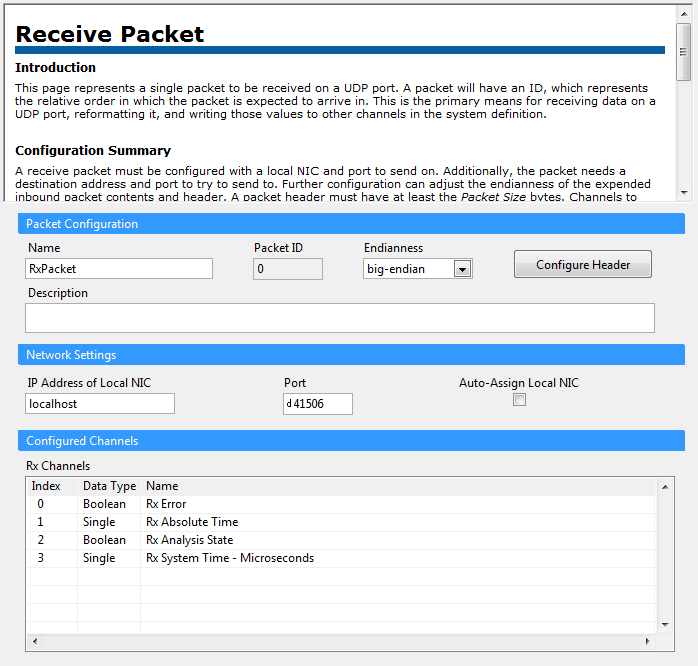 Receive Packet
Introduction
This page represents a single packet to be received on a UDP port. A packet will have an ID, which represents
the relative order in which the packet is expected to arrive in. This is the primary means for receiving data on a
UDP port, reformatting it, and writing those values to other channels in the system definition.
Configuration Summary
A receive packet must be configured with a local NIC and port to send on. Additionally, the packet needs a
destination address and port to try to send to. Further configuration can adjust the endianness of the expended
inbound packet contents and header. A packet header must have at least the Packet Size bytes. Channels to
Packet Configuration
Name Packet ID Endianness
RxPacket 0 big-endian Configure Header
Description
Network Settings
IP Address of Local NIC Port Auto-Assign Local NIC
localhost d 41506
Configured Channels
Rx Channels
Index Data Type Name
0 Boolean Rx Error
1 Single Rx Absolute Time
2 Boolean Rx Analysis State
3 Single Rx System Time - Microseconds